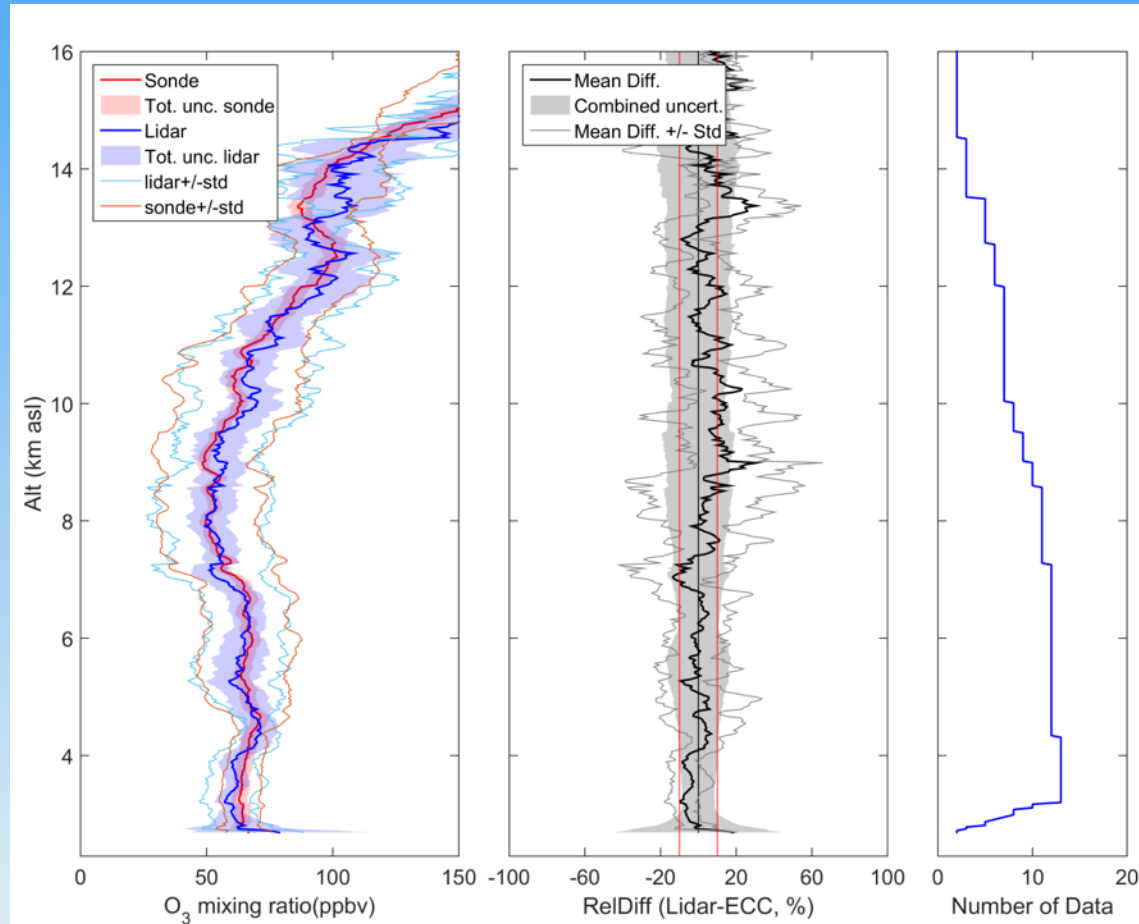 16
14
12
10
8
6
4
Alt (km asl)
Sonde
Tot. unc. sonde
Lidar
Tot. unc. lidar
lidar+/-std
sonde+/-std
0
50
100
150
O3 mixing ratio(ppbv)
Mean Diff.
Combined uncert.
Mean Diff. +/- Std
-100
-60
-20
20
60
100
RelDiff (Lidar-ECC, %)
0
10
20
Number of Data